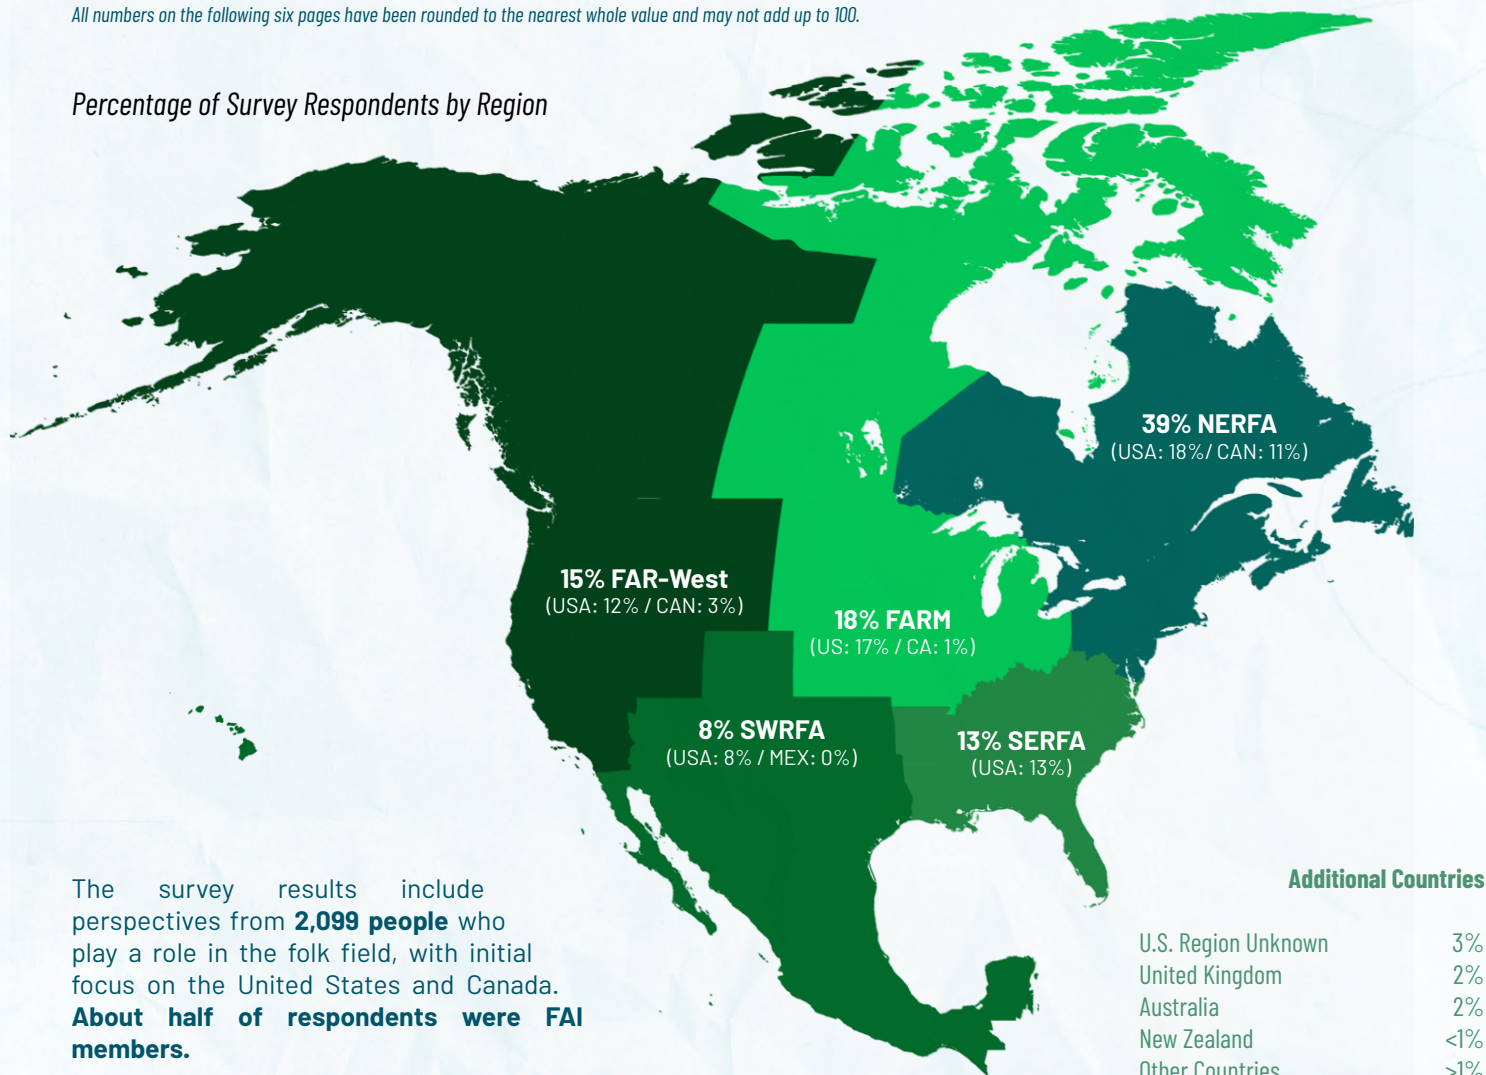 All numbers on the following six pages have been rounded to the nearest whole value and may not add up to 100.
Percentage of Survey Respondents by Region
39% NERFA
(USA: 18%/ CAN: 11%)
15% FAR-West
(USA: 12% / CAN: 3%)
18% FARM
(US: 17% / CA: 1%)
8% SWRFA
(USA: 8% / MEX: 0%)
13% SERFA
(USA: 13%)
The survey results include
perspectives from 2,099 people who
play a role in the folk field, with initial
focus on the United States and Canada.
About half of respondents were FAI
members.
Additional Countries
U.S. Region Unknown 3%
United Kingdom 2%
Australia 2%
New Zealand <1%
Other Countries >1%